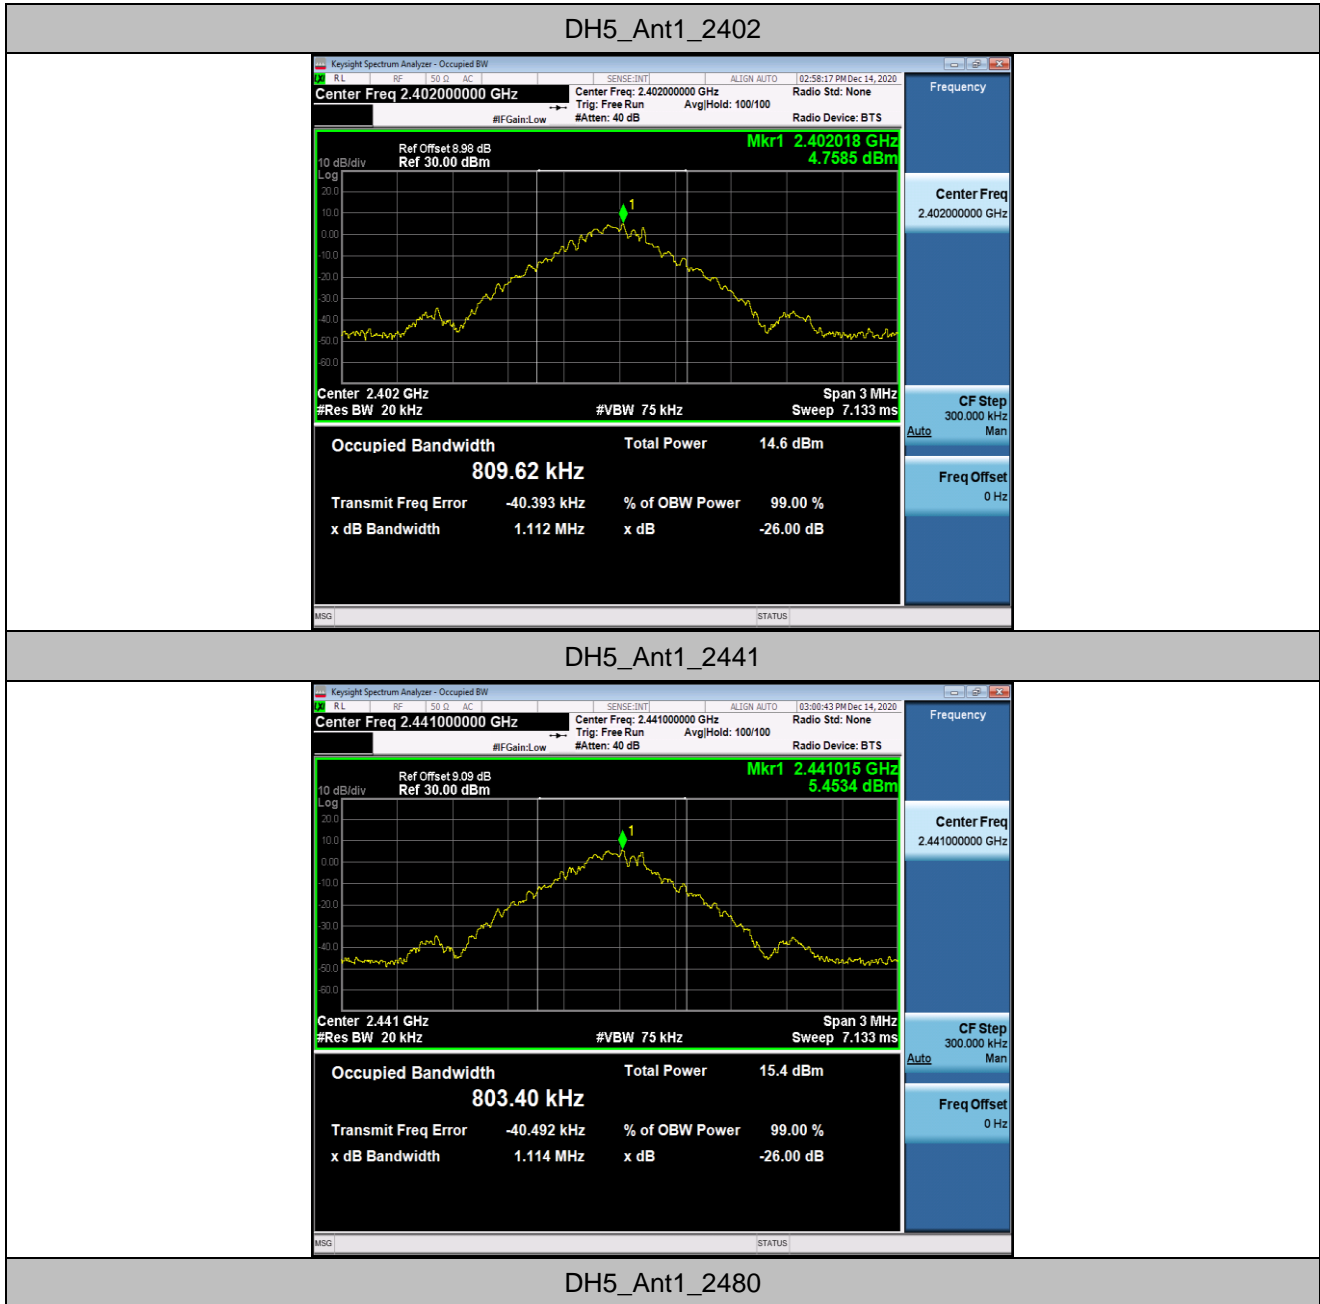 DH5_Ant1_2402
Keysight Spectrum Analyzer - Occupied BW
RL RF 50 Ω AC SENSE:INT ALIGN AUTO 02:58:17 PM Dec 14, 2020
Center Freq 2.402000000 GHz
Center Freq: 2.402000000 GHz Radio Std: None
Trig: Free Run Avg|Hold: 100/100
#IFGain:Low #Atten: 40 dB Radio Device: BTS
Frequency
Mkr1 2.402018 GHz
4.7585 dBm
Ref Offset 8.98 dB
10 dB/div Ref 30.00 dBm
Log
20.0
10.0
0.00
-10.0
-20.0
-30.0
-40.0
-50.0
-60.0
1
Center Freq
2.402000000 GHz
Center 2.402 GHz Span 3 MHz
#Res BW 20 kHz #VBW 75 kHz Sweep 7.133 ms
CF Step
300.000 kHz
Auto Man
Occupied Bandwidth Total Power 14.6 dBm
809.62 kHz
Freq Offset
0 Hz
Transmit Freq Error -40.393 kHz % of OBW Power 99.00 %
x dB Bandwidth 1.112 MHz x dB -26.00 dB
MSG STATUS
DH5_Ant1_2441
Keysight Spectrum Analyzer - Occupied BW
RL RF 50 Ω AC SENSE:INT ALIGN AUTO 03:00:43 PM Dec 14, 2020
Center Freq 2.441000000 GHz
Center Freq: 2.441000000 GHz Radio Std: None
Trig: Free Run Avg|Hold: 100/100
#IFGain:Low #Atten: 40 dB Radio Device: BTS
Frequency
Mkr1 2.441015 GHz
5.4534 dBm
Ref Offset 9.09 dB
10 dB/div Ref 30.00 dBm
Log
20.0
10.0
0.00
-10.0
-20.0
-30.0
-40.0
-50.0
-60.0
1
Center Freq
2.441000000 GHz
Center 2.441 GHz Span 3 MHz
#Res BW 20 kHz #VBW 75 kHz Sweep 7.133 ms
CF Step
300.000 kHz
Auto Man
Occupied Bandwidth Total Power 15.4 dBm
803.40 kHz
Freq Offset
0 Hz
Transmit Freq Error -40.492 kHz % of OBW Power 99.00 %
x dB Bandwidth 1.114 MHz x dB -26.00 dB
MSG STATUS
DH5_Ant1_2480